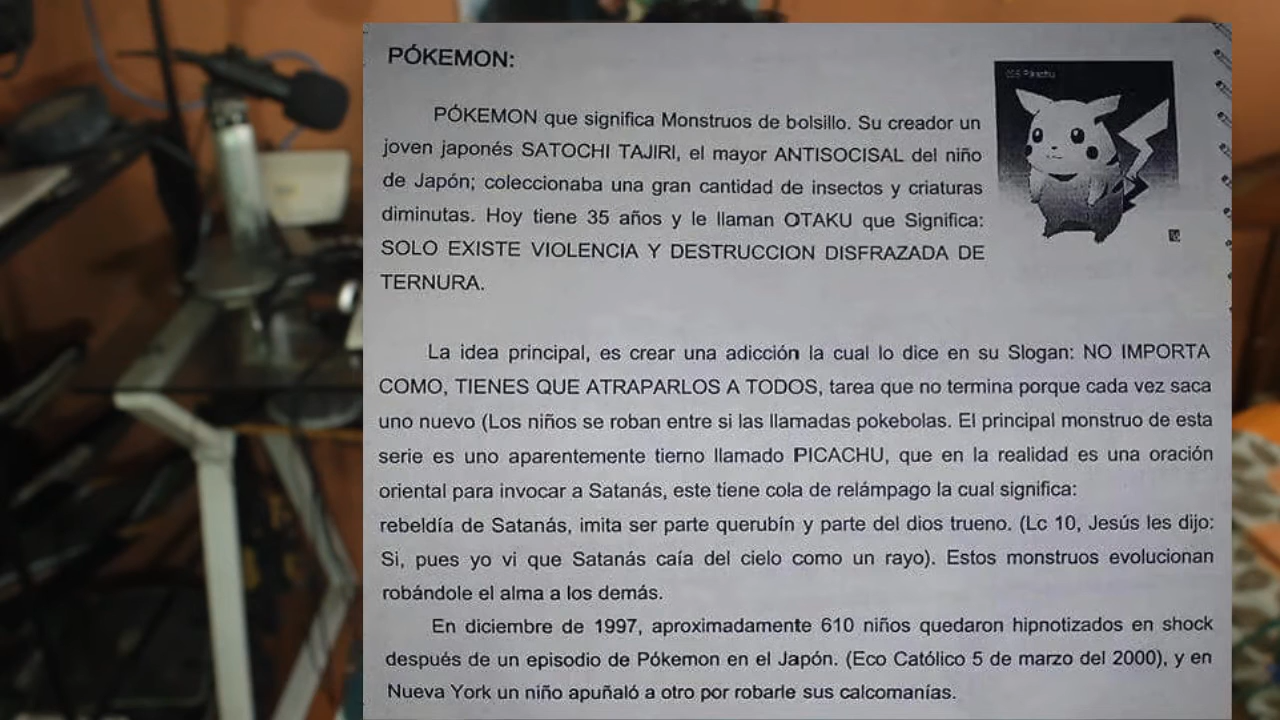 PÓKEMON:
PÓKEMON que significa Monstruos de bolsillo. Su creador un
joven japonés SATOCHI TAJIRI, el mayor ANTISOCISAL del niño
de Japón; coleccionaba una gran cantidad de insectos y criaturas
diminutas. Hoy tiene 35 años y le llaman OTAKU que Significa:
SOLO EXISTE VIOLENCIA Y DESTRUCCION DISFRAZADA DE
TERNURA.
La idea principal, es crear una adicción la cual lo dice en su Slogan: NO IMPORTA
COMO, TIENES QUE ATRAPARLOS A TODOS, tarea que no termina porque cada vez saca
uno nuevo (Los niños se roban entre si las llamadas pokebolas. El principal monstruo de esta
serie es uno aparentemente tierno llamado PICACHU, que en la realidad es una oración
oriental para invocar a Satanás, este tiene cola de relámpago la cual significa:
rebeldía de Satanás, imita ser parte querubín y parte del dios trueno. (Lc 10, Jesús les dijo:
Si, pues yo vi que Satanás caía del cielo como un rayo). Estos monstruos evolucionan
robándole el alma a los demás.
En diciembre de 1997, aproximadamente 610 niños quedaron hipnotizados en shock
después de un episodio de Pókemon en el Japón. (Eco Católico 5 de marzo del 2000), y en
Nueva York un niño apuñaló a otro por robarle sus calcomanías.